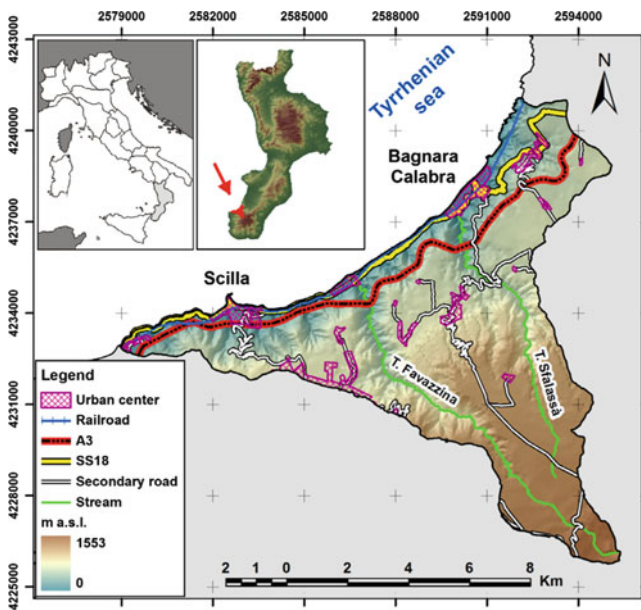 2579000 2582000 2585000 2588000 2591000 2594000
4243000
4240000
4237000
4234000
4231000
4228000
4225000
N
Tyrrhenian
sea
Bagnara
Calabra
Scilla
T. Favazzina
T. Sfalassà
Legend
Urban center
Railroad
A3
SS18
Secondary road
Stream
m a.s.l.
1553
0
2 1 0 2 4 6 8
Km